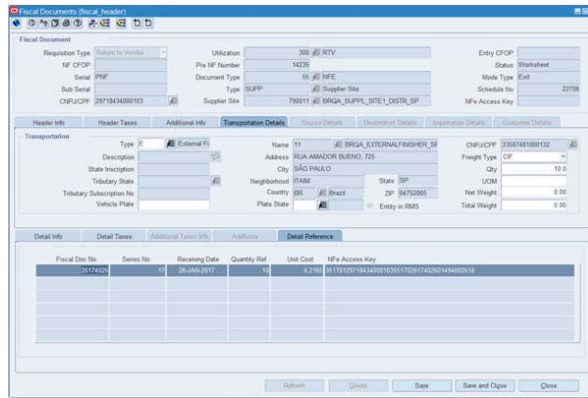 Fiscal Documents (fiscal_header)
Fiscal Document
Requisition Type Return to Vendor Utilization 300 RTV Entry CFOP
NF CFOP Pre NF Number 14235 Status Worksheet
Serial PNF Document Type 55 NFE Mode Type Exit
Sub Serial Type SUPP Supplier Site Schedule No 22708
CNPJ/CPF 29718434000103 Supplier Site 790011 BRQA_SUPPL_SITE1_DISTR_SP NFe Access Key
Header Info Header Taxes Additional Info Transportation Details Source Details Destination Details Importation Details Customer Details
Transportation
Type E External Fi Name 11 BRQA_EXTERNALFINISHER_SP CNPJ/CPF 33587481000132
Description Address RUA AMADOR BUENO, 725 Freight Type CIF
State Inscription City SÃO PAULO Qty 10.0
Tributary State Neighborhood ITAIM State SP UOM
Tributary Subscription No Country BR Brazil ZIP 04752005 Net Weight 0.00
Vehicle Plate Plate State Entity in RMS Total Weight 0.00
Detail Info Detail Taxes Additional Taxes Info Additions Detail Reference
Fiscal Doc No Series No Receiving Date Quantity Ref Unit Cost NFe Access Key
26174026 17 26-JAN-2017 10 4.2165
Refresh Delete Save Save and Close Close